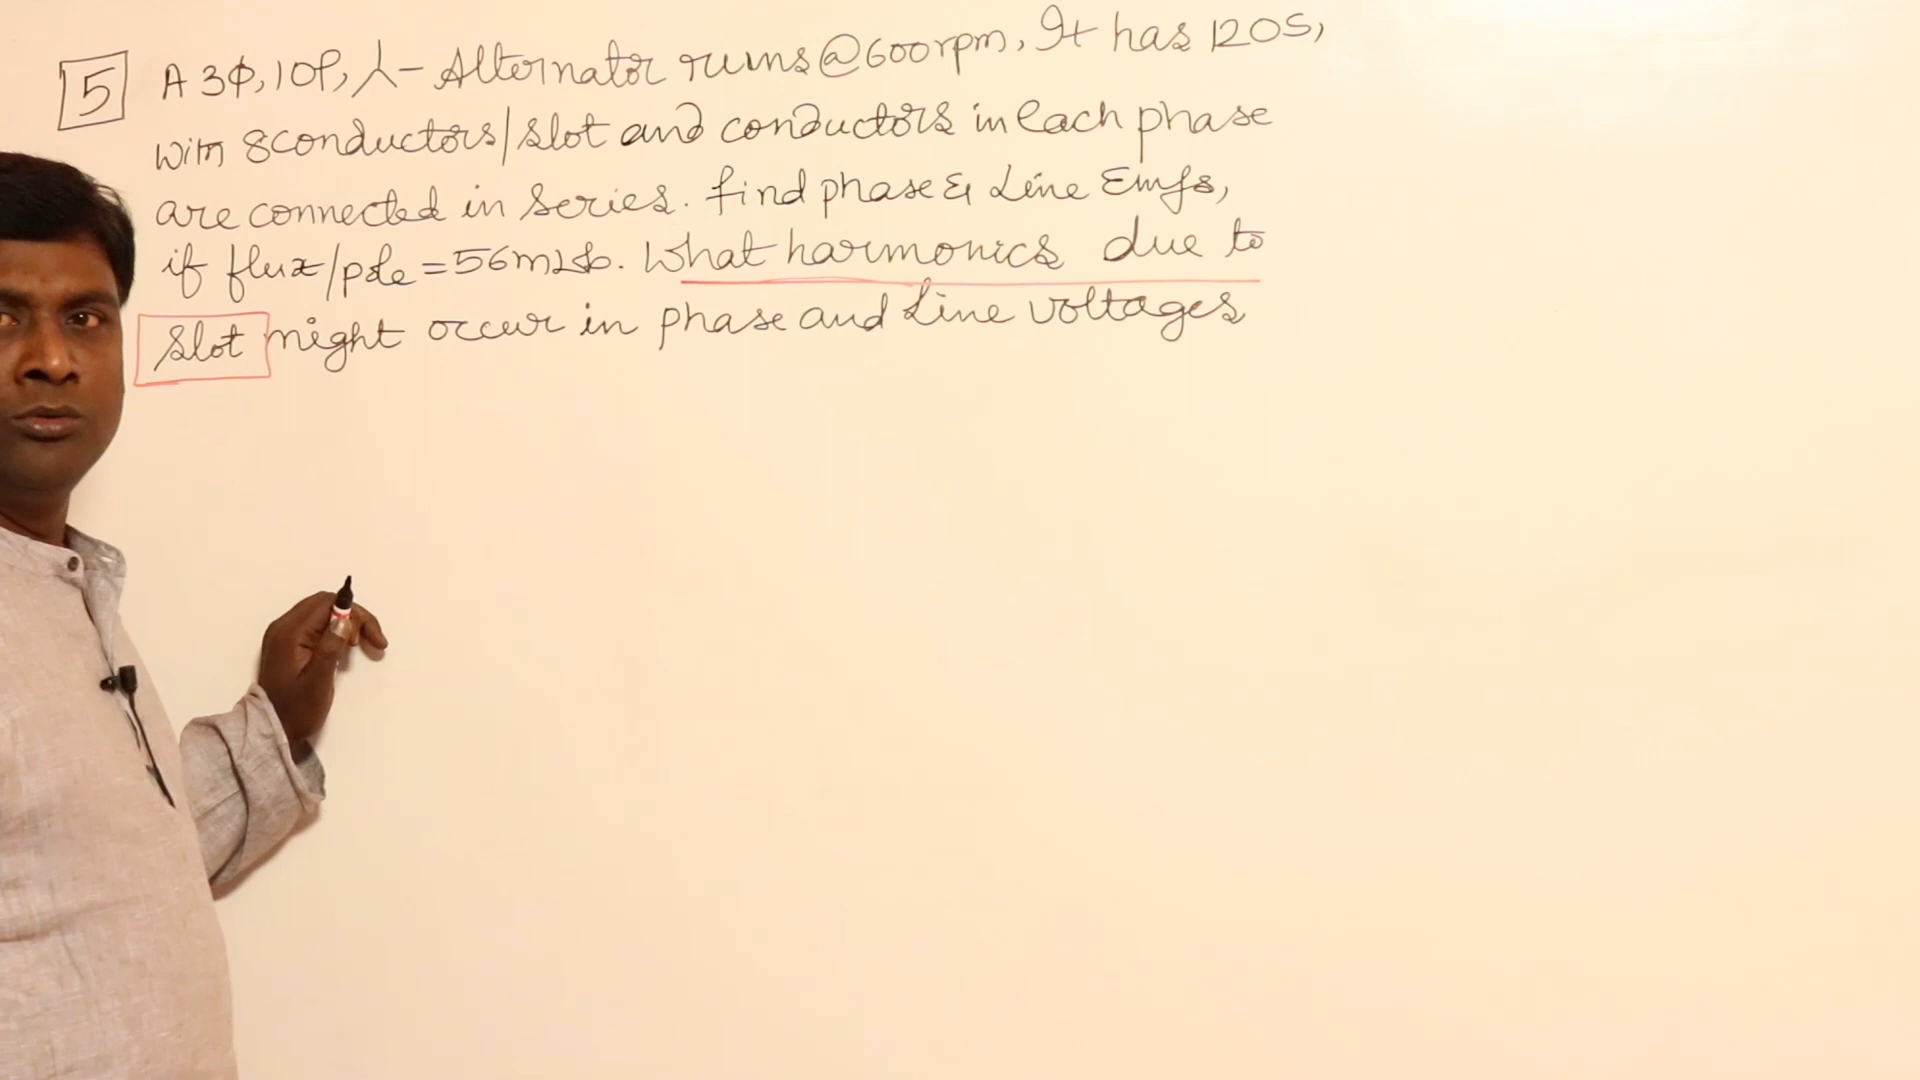 5 A 3φ, 10P, ⅄- Alternator runs @ 600rpm, It has 120S,
With 8conductors/slot and conductors in each phase
are connected in series. find phase & Line Emfs,
if flux/pole = 56mWb. What harmonics due to
slot might occur in phase and Line voltages